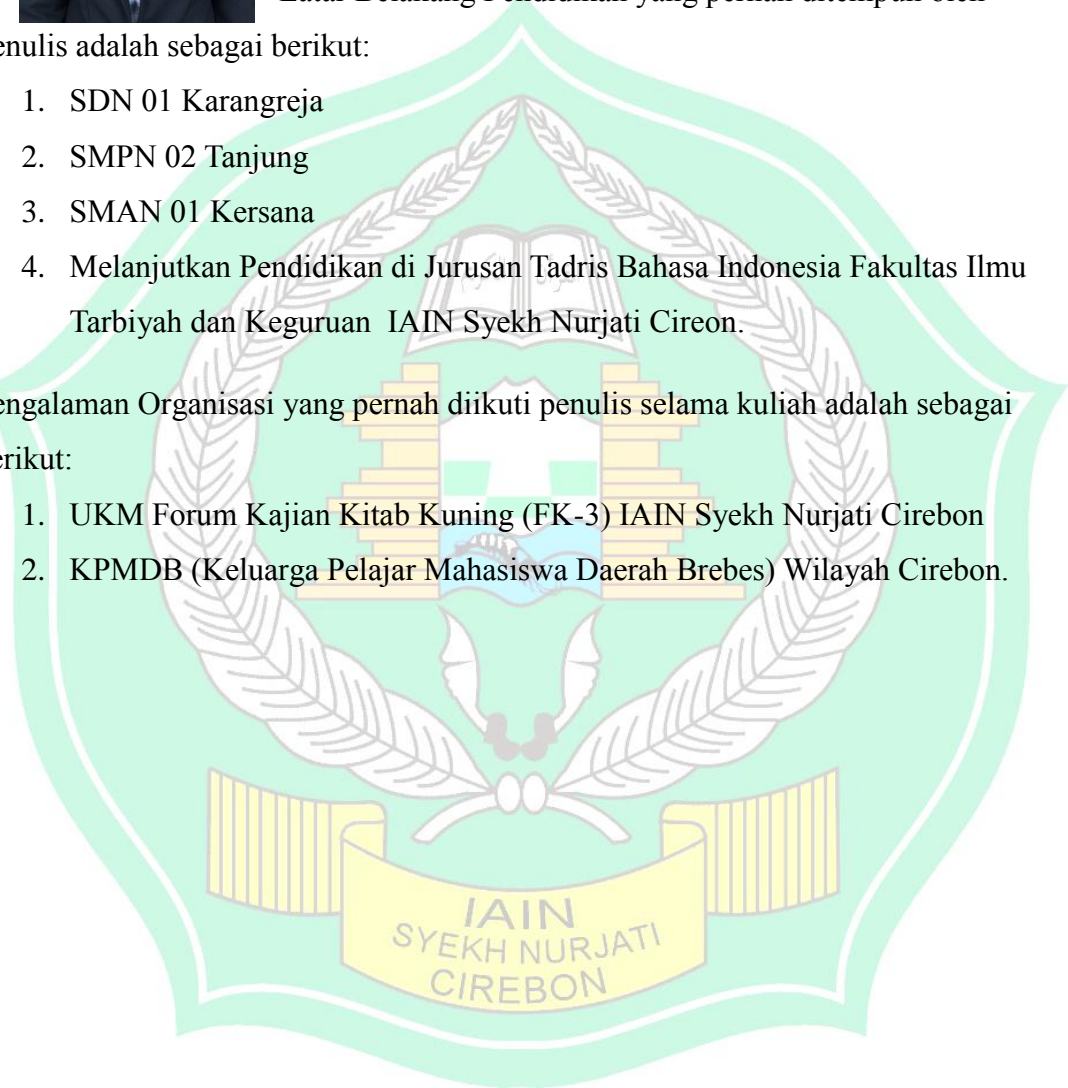 Latar Belakang Pendidikan yang pernah ditempuh oleh
enulis adalah sebagai berikut:
1. SDN 01 Karangreja
2. SMPN 02 Tanjung
3. SMAN 01 Kersana
4. Melanjutkan Pendidikan di Jurusan Tadris Bahasa Indonesia Fakultas Ilmu
Tarbiyah dan Keguruan IAIN Syekh Nurjati Cireon.
engalaman Organisasi yang pernah diikuti penulis selama kuliah adalah sebagai
erikut:
1. UKM Forum Kajian Kitab Kuning (FK-3) IAIN Syekh Nurjati Cirebon
2. KPMDB (Keluarga Pelajar Mahasiswa Daerah Brebes) Wilayah Cirebon.
IAIN
SYEKH NURJATI
CIREBON